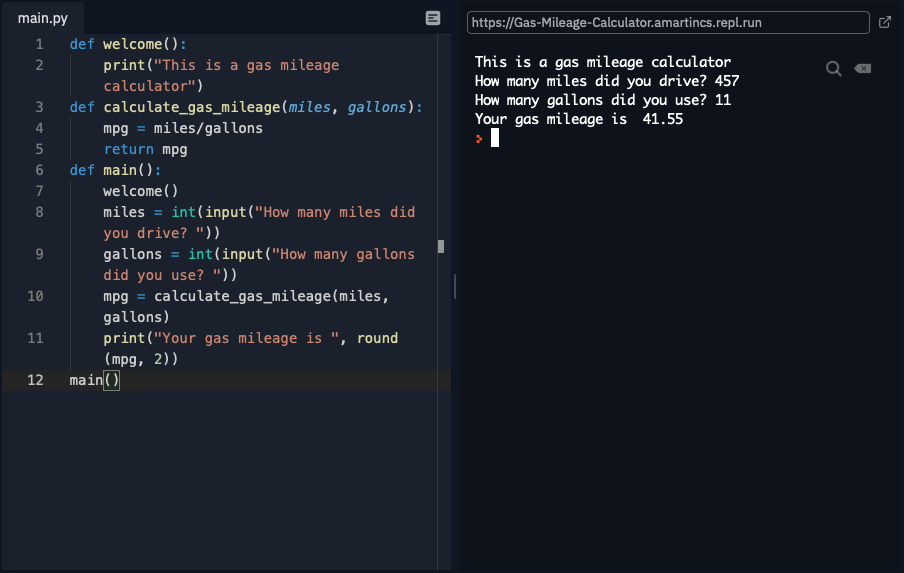 main.py
1 def welcome():
2 print("This is a gas mileage
calculator")
3 def calculate_gas_mileage(miles, gallons):
4 mpg = miles/gallons
5 return mpg
6 def main():
7 welcome()
8 miles = int(input("How many miles did
you drive? "))
9 gallons = int(input("How many gallons
did you use? "))
10 mpg = calculate_gas_mileage(miles,
gallons)
11 print("Your gas mileage is ", round
(mpg, 2))
12 main()
https://Gas-Mileage-Calculator.amartincs.repl.run
This is a gas mileage calculator
How many miles did you drive? 457
How many gallons did you use? 11
Your gas mileage is  41.55
>